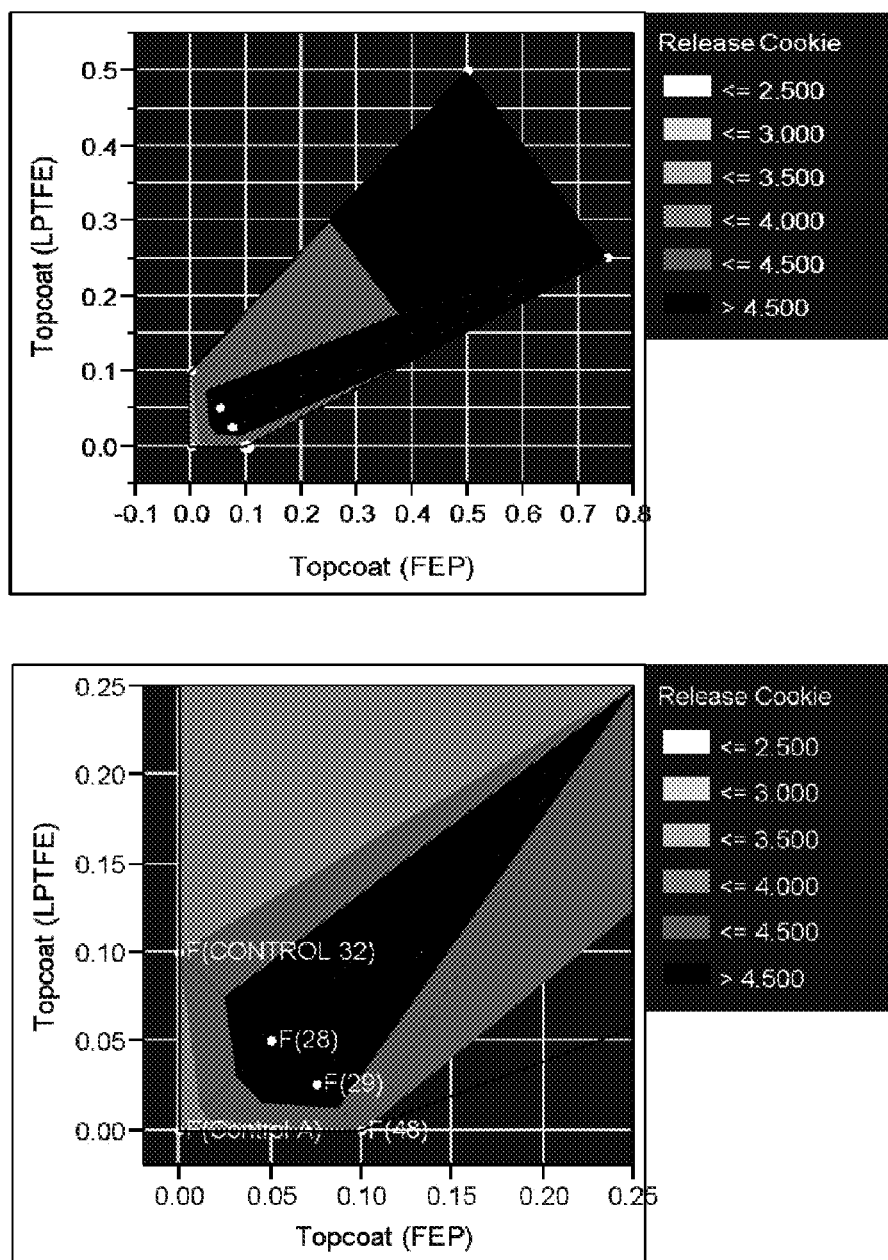 Release Cookie
<= 2.500
<= 3.000
<= 3.500
<= 4.000
<= 4.500
> 4.500
Topcoat (LPTFE)
0.5
0.4
0.3
0.2
0.1
0.0
-0.1 0.0 0.1 0.2 0.3 0.4 0.5 0.6 0.7 0.8
Topcoat (FEP)
Release Cookie
<= 2.500
<= 3.000
<= 3.500
<= 4.000
<= 4.500
> 4.500
Topcoat (LPTFE)
0.25
0.20
0.15
0.10
0.05
0.00
F(CONTROL 32)
F(28)
F(29)
F(Control A)
F(48)
0.00 0.05 0.10 0.15 0.20 0.25
Topcoat (FEP)